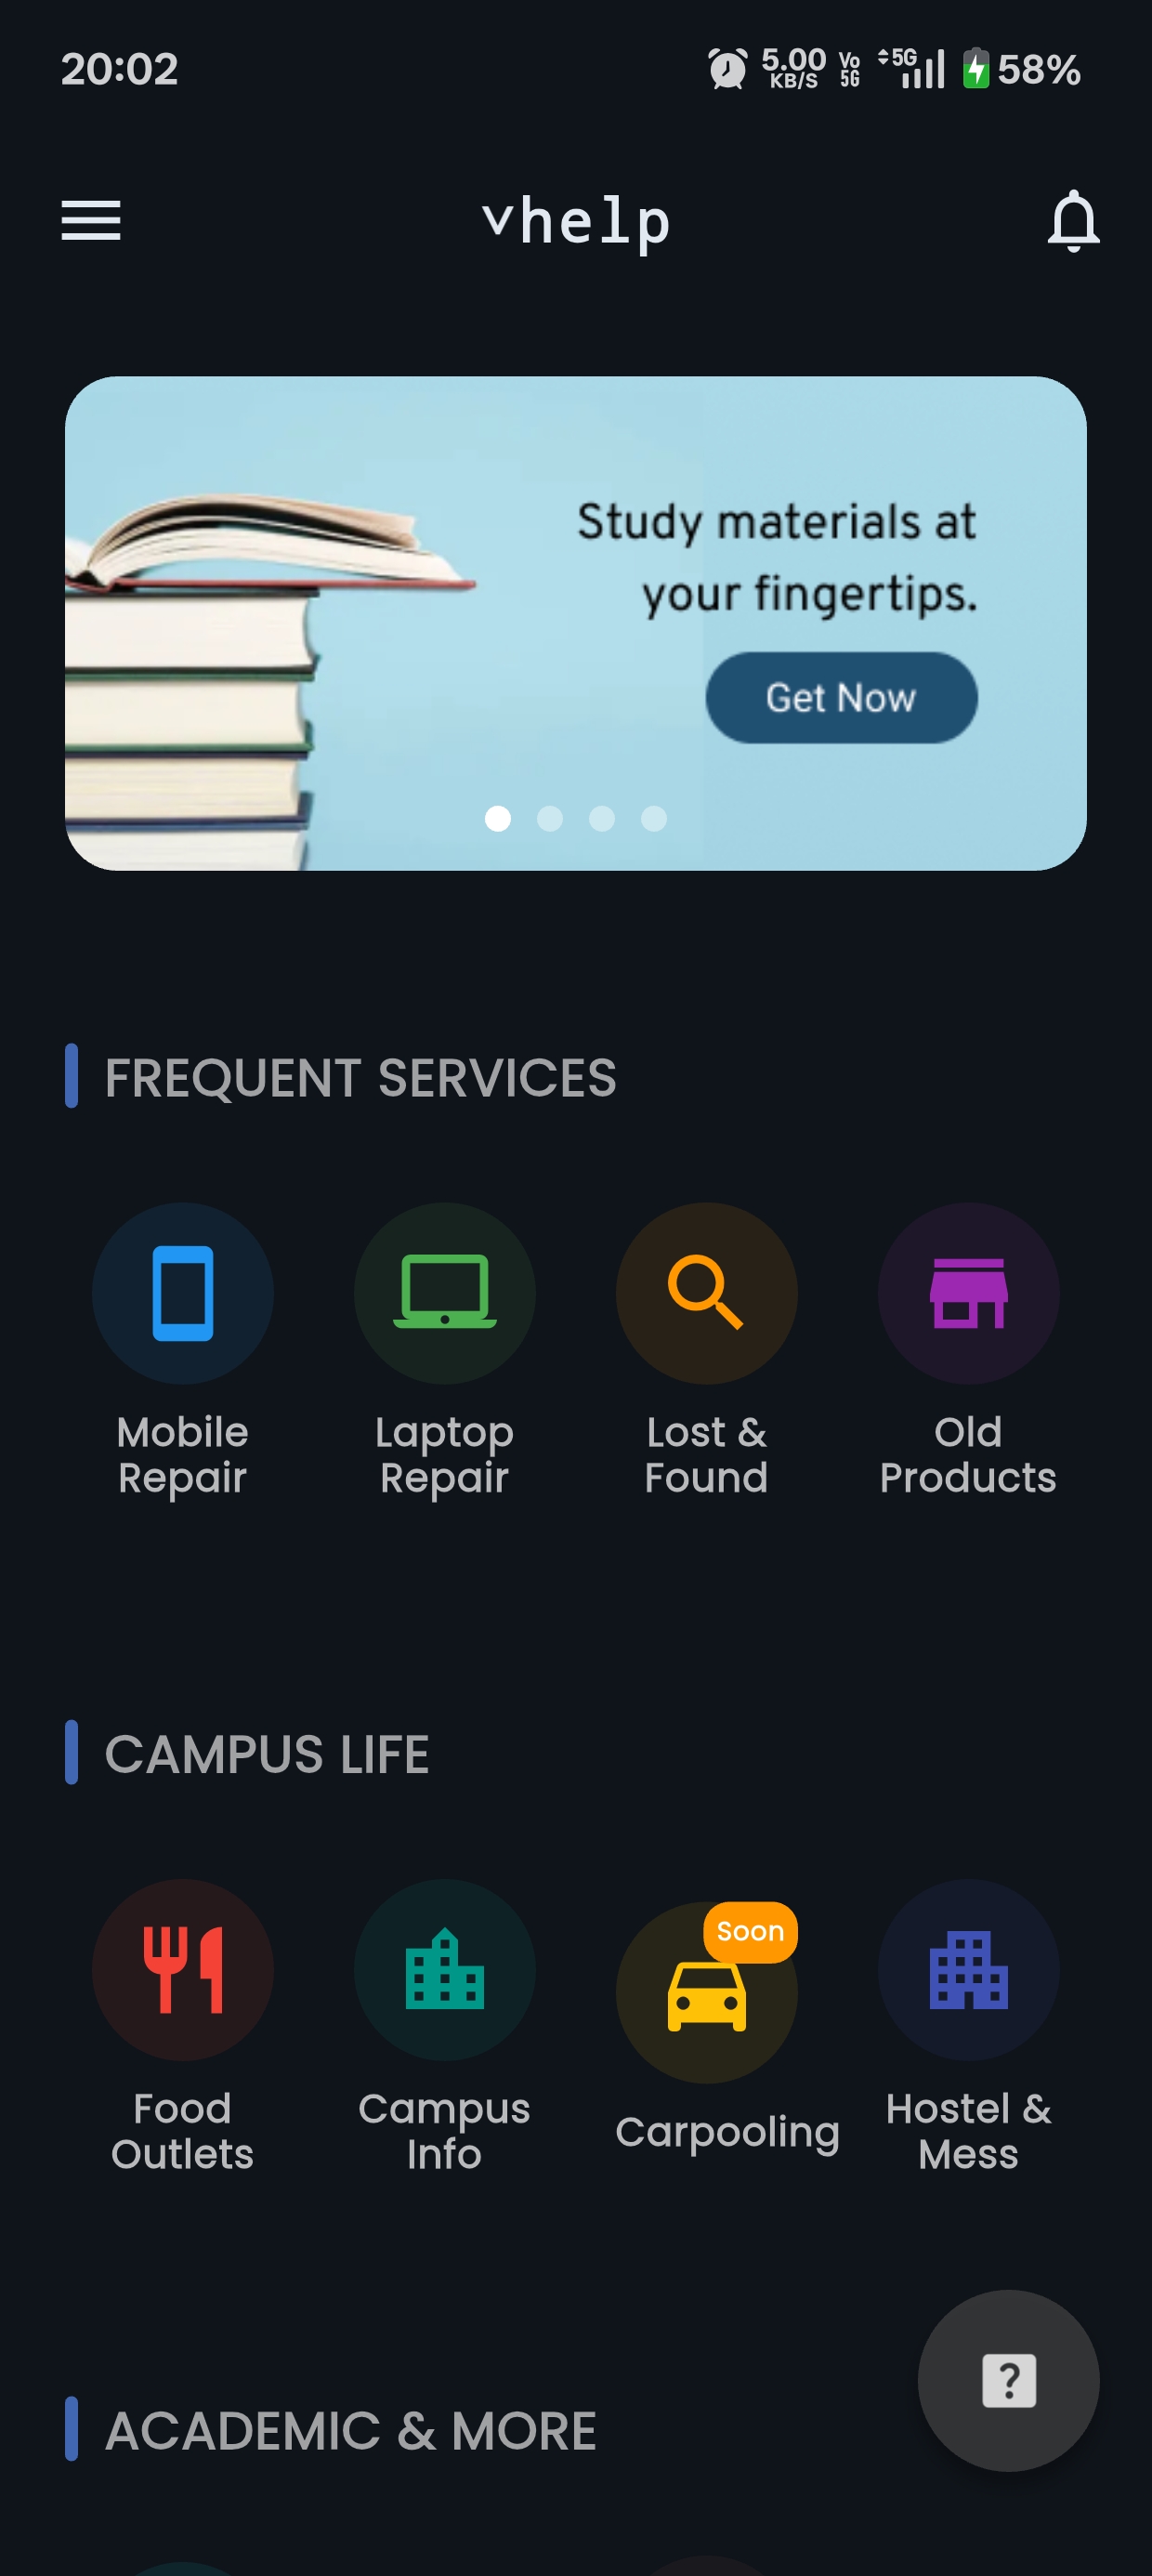 20:02
5.00 KB/S Vo 5G 5G 58%
vhelp
Study materials at
your fingertips.
Get Now
FREQUENT SERVICES
Mobile Repair
Laptop Repair
Lost & Found
Old Products
CAMPUS LIFE
Soon
Food Outlets
Campus Info
Carpooling
Hostel & Mess
?
ACADEMIC & MORE